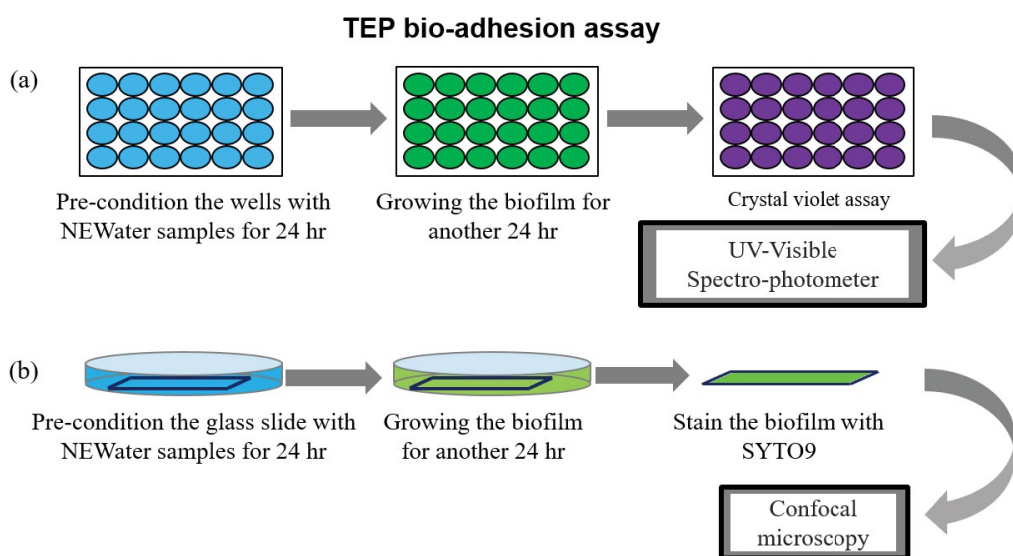 TEP bio-adhesion assay
(a)
Pre-condition the wells with
NEWater samples for 24 hr
Growing the biofilm for
another 24 hr
Crystal violet assay
UV-Visible
Spectro-photometer
(b)
Pre-condition the glass slide with
NEWater samples for 24 hr
Growing the biofilm
for another 24 hr
Stain the biofilm with
SYTO9
Confocal
microscopy